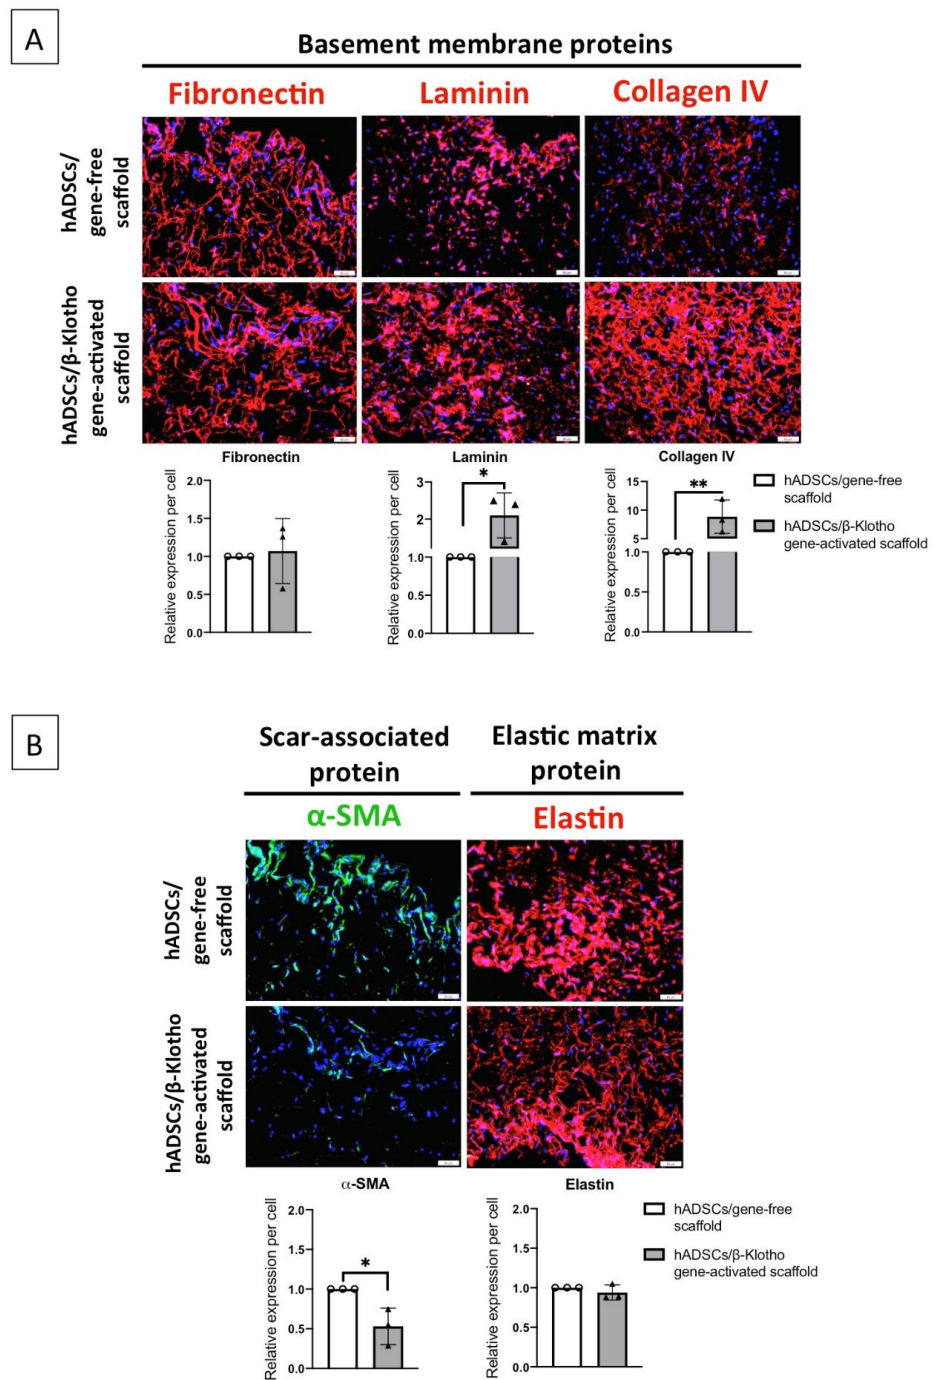 A
Basement membrane proteins
Fibronectin
Laminin
Collagen IV
hADSCs/
gene-free
scaffold
hADSCs/β-Klotho
gene-activated
scaffold
Fibronectin
Relative expression per cell
2.0
1.5
1.0
0.5
0.0
Laminin
Relative expression per cell
3
2
1.0
0.5
0.0
*
Collagen IV
Relative expression per cell
15
10
5
1.0
0.5
0.0
**
hADSCs/gene-free
scaffold
hADSCs/β-Klotho
gene-activated scaffold
B
Scar-associated
protein
Elastic matrix
protein
α-SMA
Elastin
hADSCs/
gene-free
scaffold
hADSCs/β-Klotho
gene-activated
scaffold
α-SMA
Relative expression per cell
2.0
1.5
1.0
0.5
0.0
*
Elastin
Relative expression per cell
2.0
1.5
1.0
0.5
0.0
hADSCs/gene-free
scaffold
hADSCs/β-Klotho
gene-activated scaffold